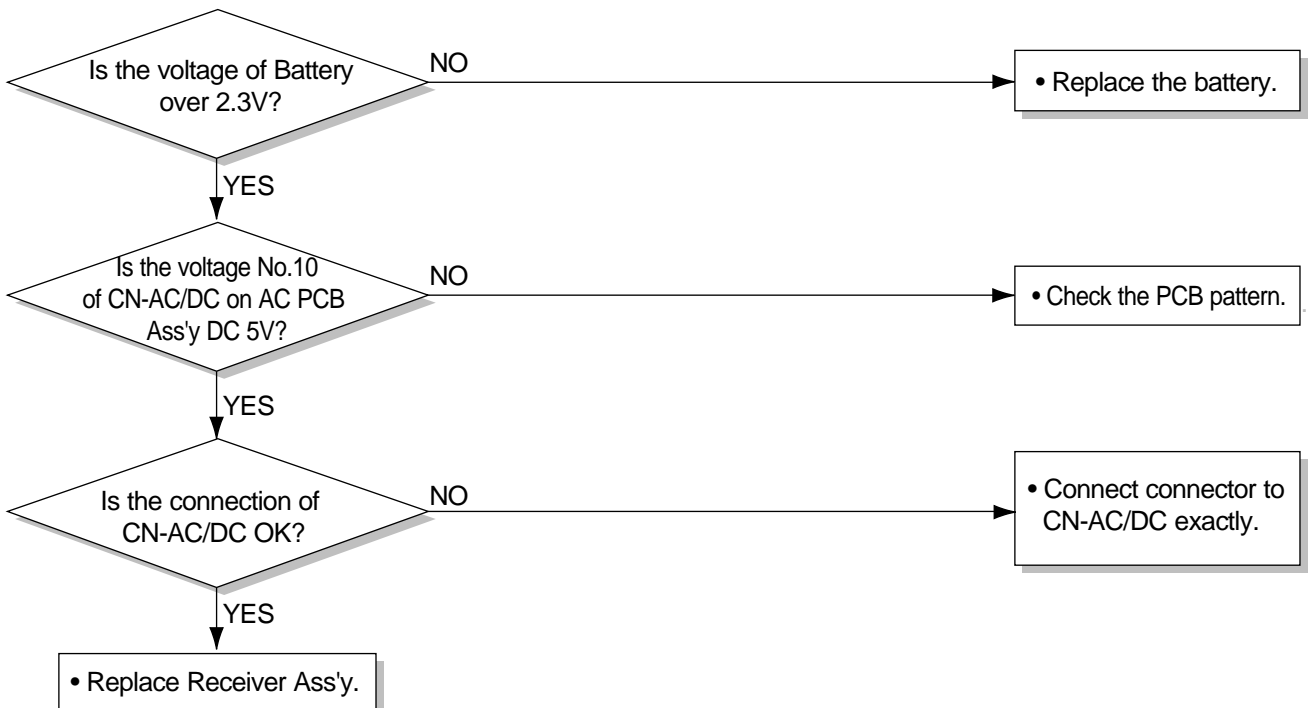 Is the voltage of Battery
over 2.3V?
NO
• Replace the battery.
YES
Is the voltage No.10
of CN-AC/DC on AC PCB
Ass'y DC 5V?
NO
• Check the PCB pattern.
YES
Is the connection of
CN-AC/DC OK?
NO
• Connect connector to
CN-AC/DC exactly.
YES
• Replace Receiver Ass'y.